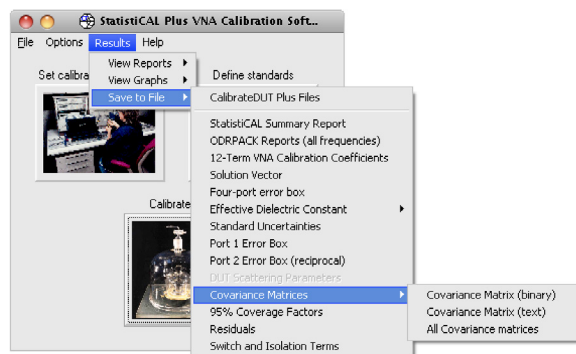 StatistiCAL Plus VNA Calibration Soft...
File Options Results Help
View Reports
View Graphs
Save to File
Set calibra
Define standards
Calibrate
CalibrateDUT Plus Files
StatistiCAL Summary Report
ODRPACK Reports (all frequencies)
12-Term VNA Calibration Coefficients
Solution Vector
Four-port error box
Effective Dielectric Constant
Standard Uncertainties
Port 1 Error Box
Port 2 Error Box (reciprocal)
DUT Scattering Parameters
Covariance Matrices
95% Coverage Factors
Residuals
Switch and Isolation Terms
Covariance Matrix (binary)
Covariance Matrix (text)
All Covariance matrices